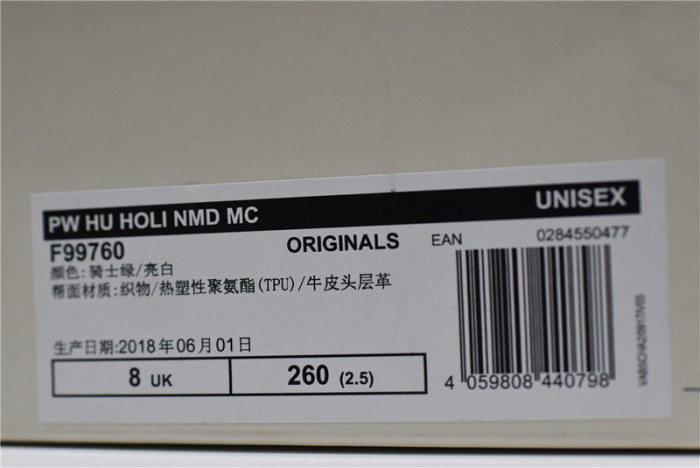 PW HU HOLI NMD MC UNISEX
F99760 ORIGINALS EAN 0284550477
颜色:骑士绿/亮白
帮面材质:织物/热塑性聚氨酯(TPU)/牛皮头层革
生产日期:2018年06月01日
8 UK 260 (2.5)
4 059808 440798